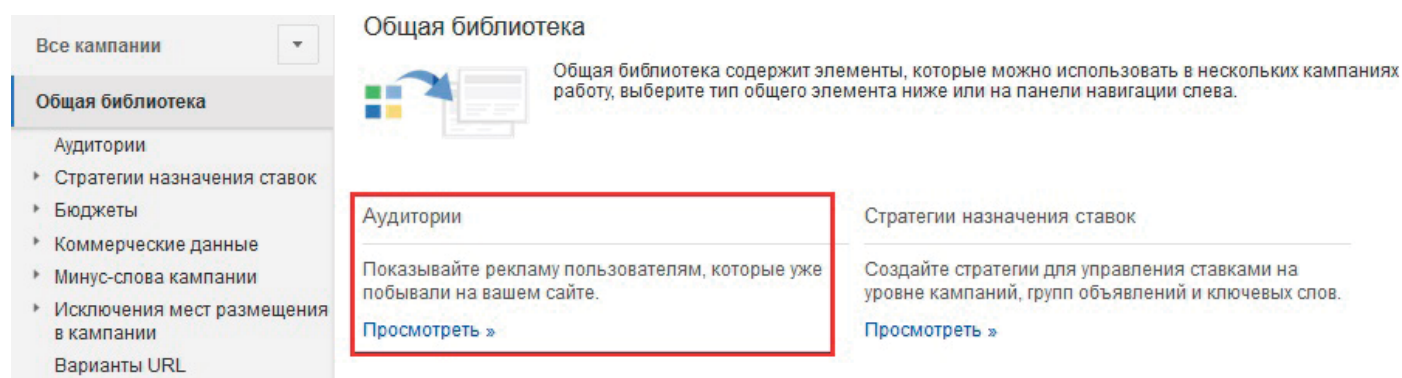 Все кампании
Общая библиотека
Аудитории
Стратегии назначения ставок
Бюджеты
Коммерческие данные
Минус-слова кампании
Исключения мест размещения
в кампании
Варианты URL
Общая библиотека
Общая библиотека содержит элементы, которые можно использовать в нескольких кампаниях
работу, выберите тип общего элемента ниже или на панели навигации слева.
Аудитории
Показывайте рекламу пользователям, которые уже
побывали на вашем сайте.
Просмотреть »
Стратегии назначения ставок
Создайте стратегии для управления ставками на
уровне кампаний, групп объявлений и ключевых слов.
Просмотреть »